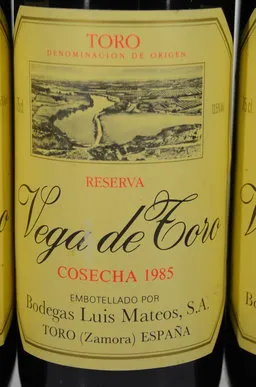 TORO
DENOMINACION DE ORIGEN
RESERVA
Vega de Toro
COSECHA 1985
EMBOTELLADO POR
Bodegas Luis Mateos, S.A.
TORO (Zamora) ESPAÑA